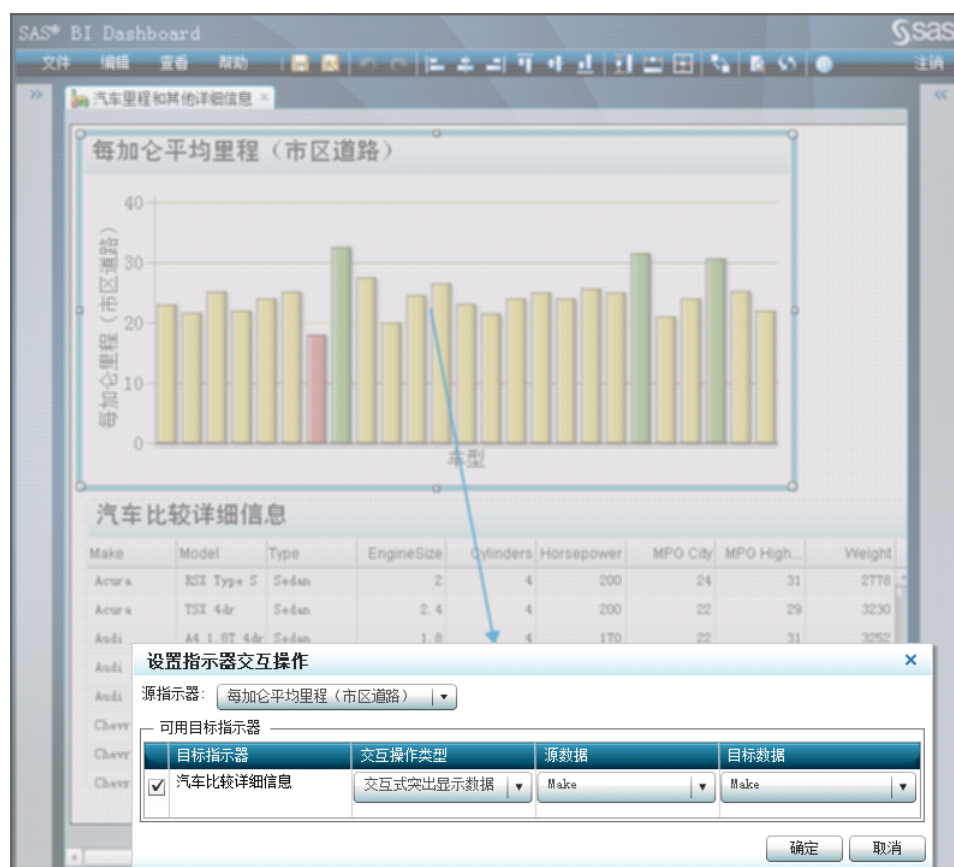 SAS® BI Dashboard
sas
文件 编辑 查看 帮助 注销
汽车里程和其他详细信息
每加仑平均里程（市区道路）
每加仑里程（市区道路）
40
30
20
10
0
车型
汽车比较详细信息
Make Model Type EngineSize Cylinders Horsepower MPG City MPG High... Weight
Acura RSX Type S Sedan 2 4 200 24 31 2778
Acura TSX 4dr Sedan 2.4 4 200 22 29 3230
Audi A4 1.8T 4dr Sedan 1.8 4 170 22 31 3252
Audi
Audi
Chevr
Chevr
Chevr
设置指示器交互操作
源指示器: 每加仑平均里程（市区道路）
可用目标指示器
目标指示器 交互操作类型 源数据 目标数据
汽车比较详细信息 交互式突出显示数据 Make Make
确定 取消